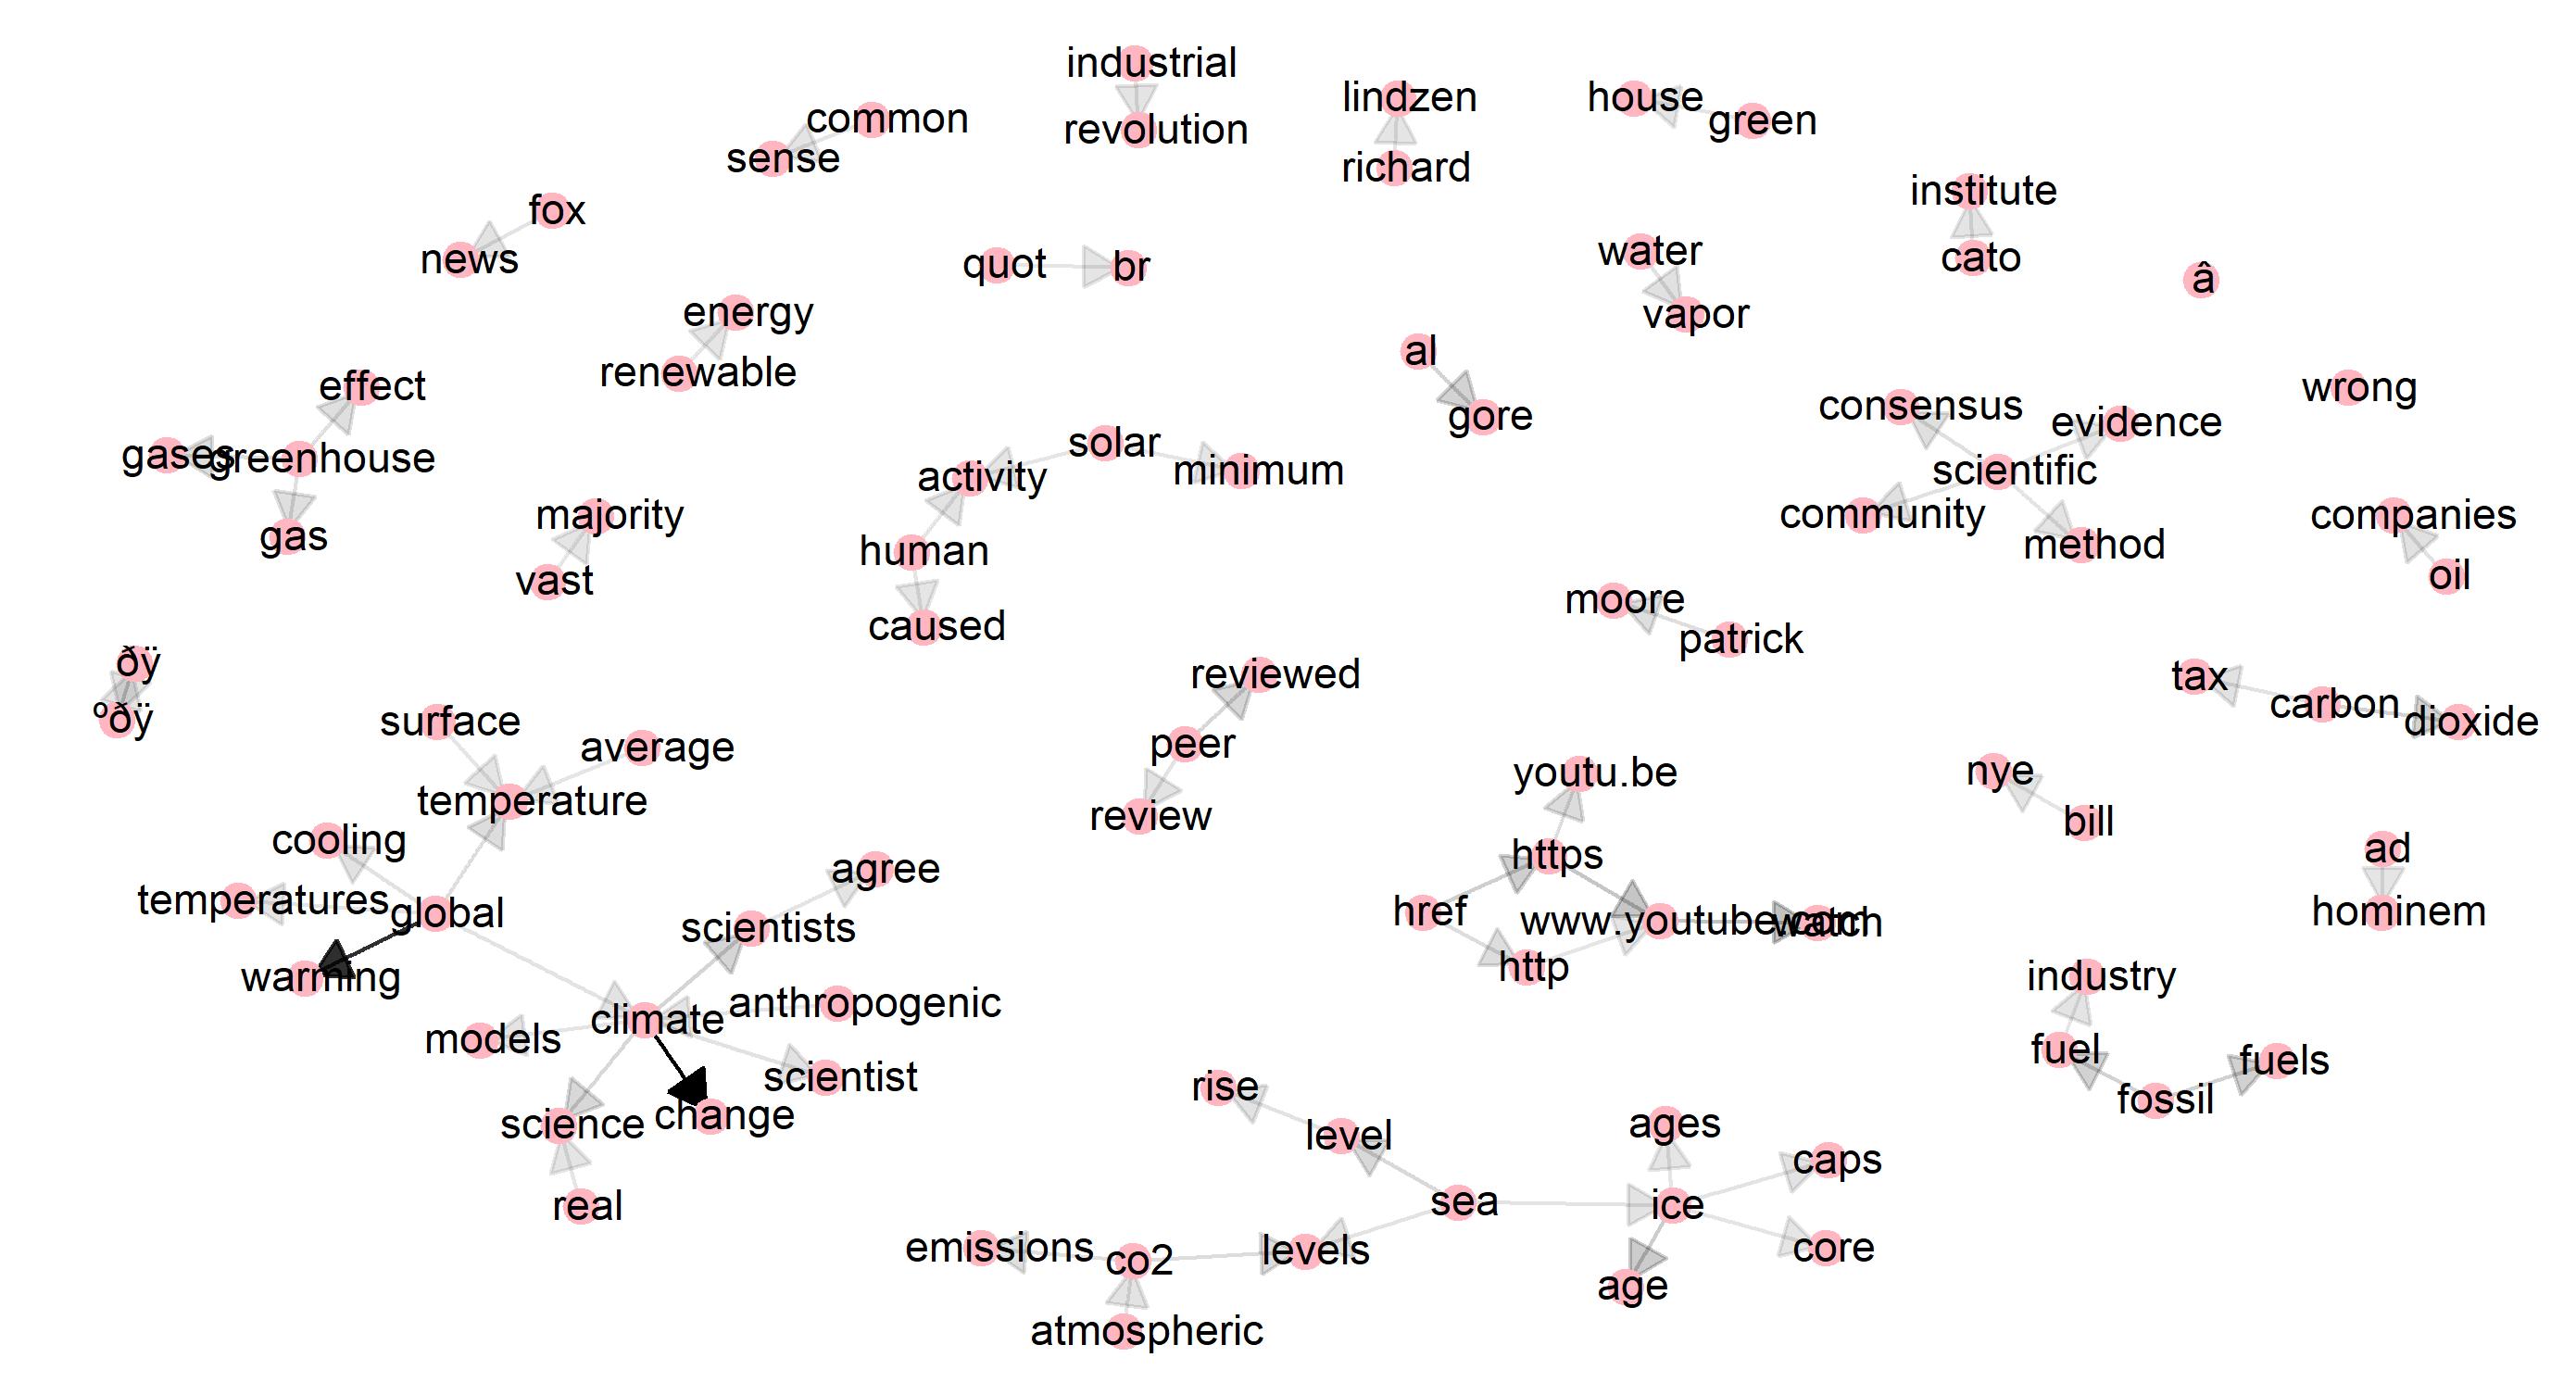 industrial
lindzen
house
common
green
revolution
sense
richard
institute
fox
water
cato
news
quot
br
â
energy
vapor
al
renewable
effect
wrong
consensus
gore
evidence
solar
gases
greenhouse
minimum
scientific
activity
majority
community
companies
gas
method
human
oil
vast
moore
caused
patrick
ðÿ
reviewed
tax
carbon
ºðÿ
surface
dioxide
average
peer
nye
youtu.be
temperature
review
bill
cooling
ad
https
agree
temperatures
global
href
hominem
scientists
www.youtube.com
watch
http
warming
industry
anthropogenic
climate
models
fuel
fuels
scientist
rise
fossil
change
science
ages
level
caps
sea
ice
real
emissions
levels
core
co2
age
atmospheric